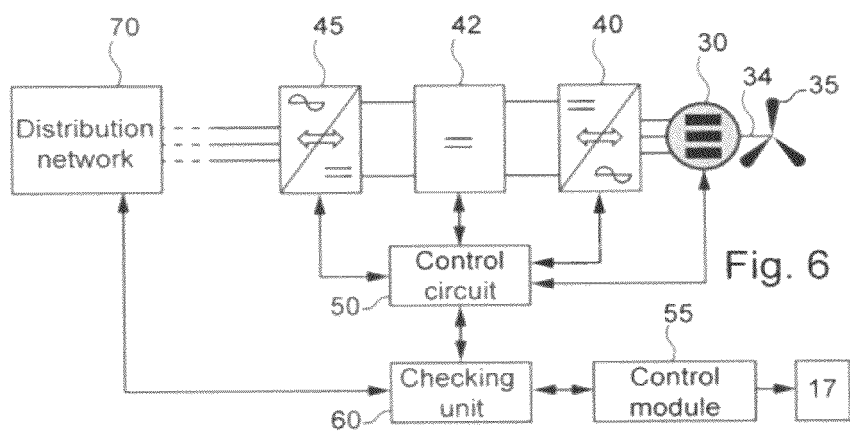 70
45
42
40
30
34
35
Distribution
network
Control
circuit
50
Fig. 6
55
Checking
unit
60
Control
module
17